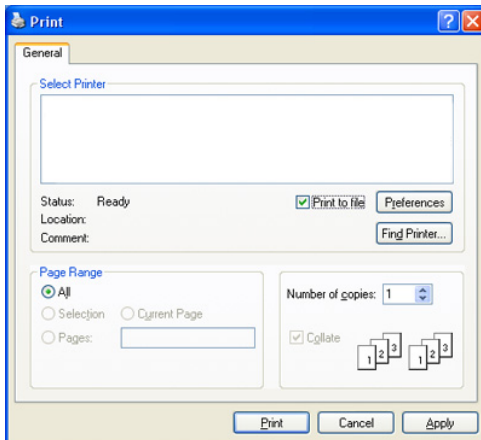 Print
General
Select Printer
Status: Ready
Print to file
Preferences
Location:
Comment:
Find Printer...
Page Range
All
Selection
Current Page
Pages:
Number of copies: 1
Collate
1 2 3
1 2 3
Print
Cancel
Apply